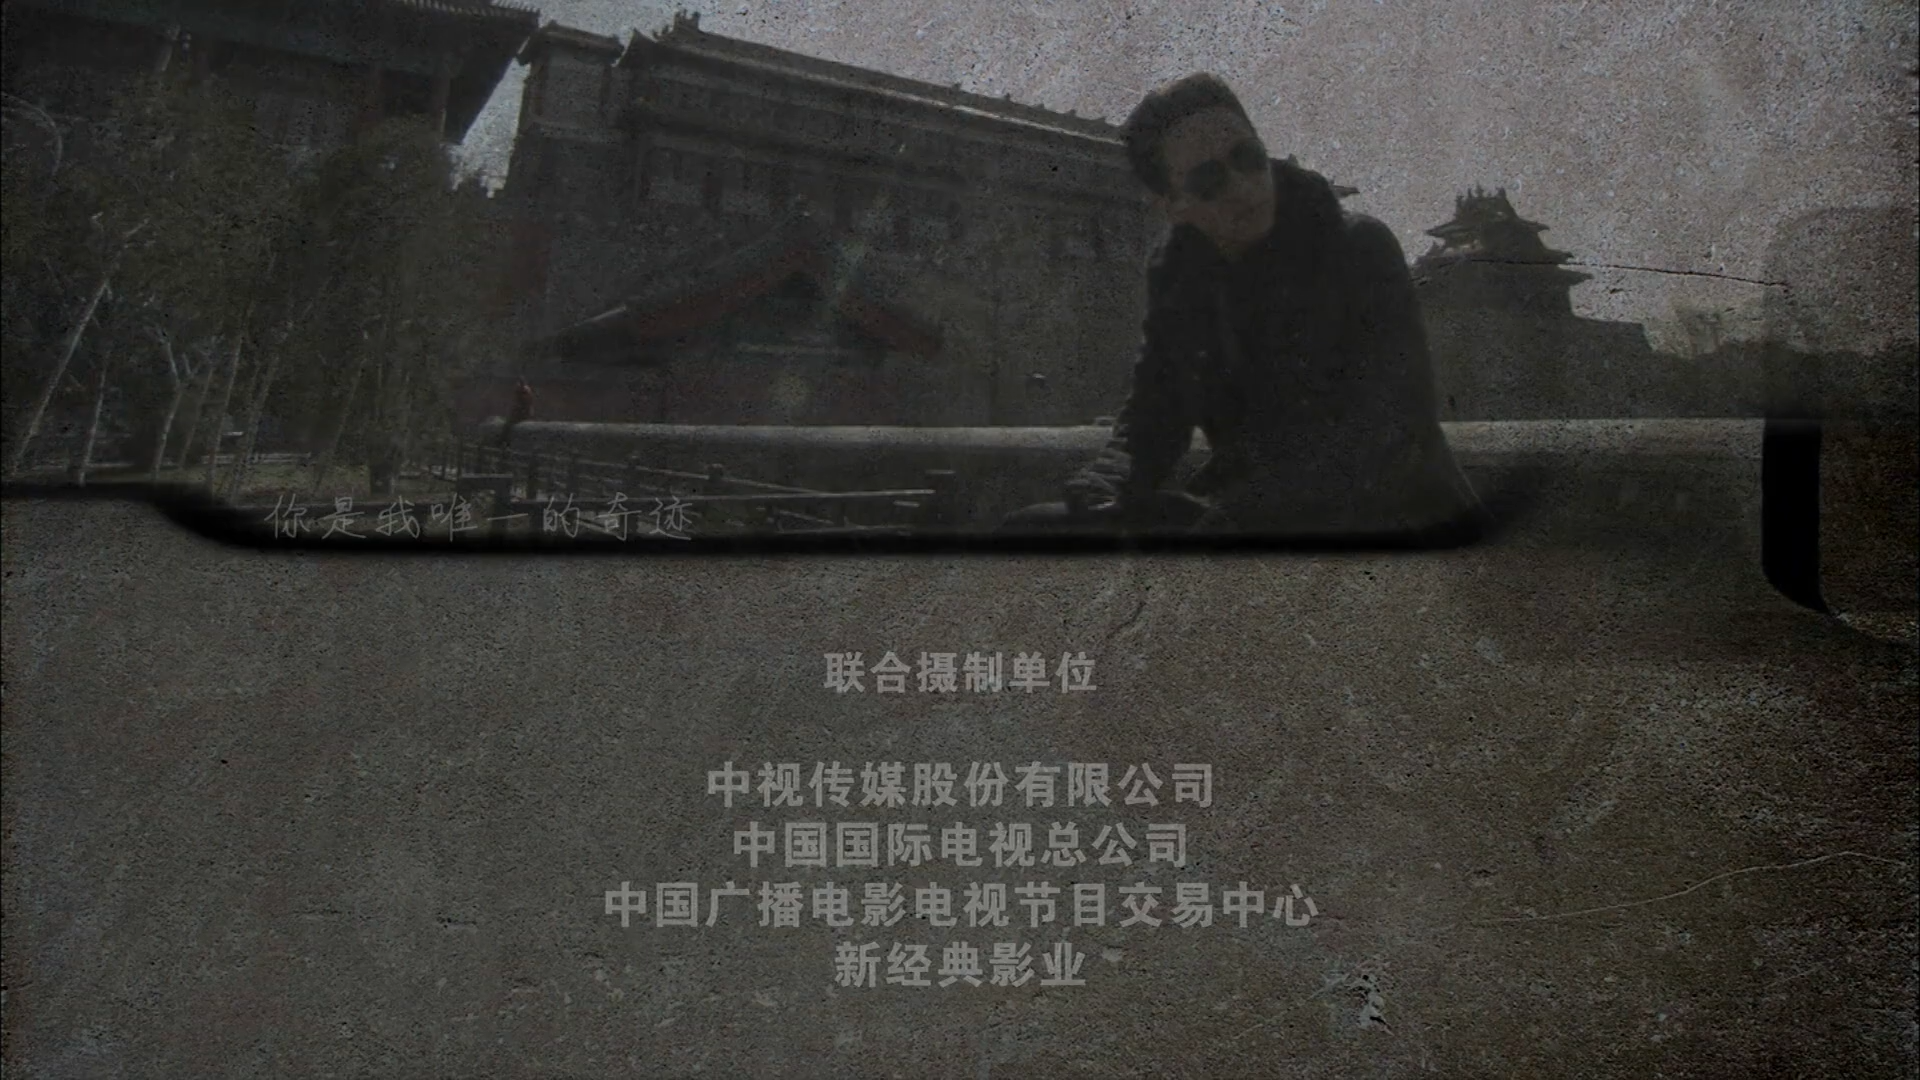 你是我唯一的奇迹
联合摄制单位
中视传媒股份有限公司
中国国际电视总公司
中国广播电影电视节目交易中心
新经典影业